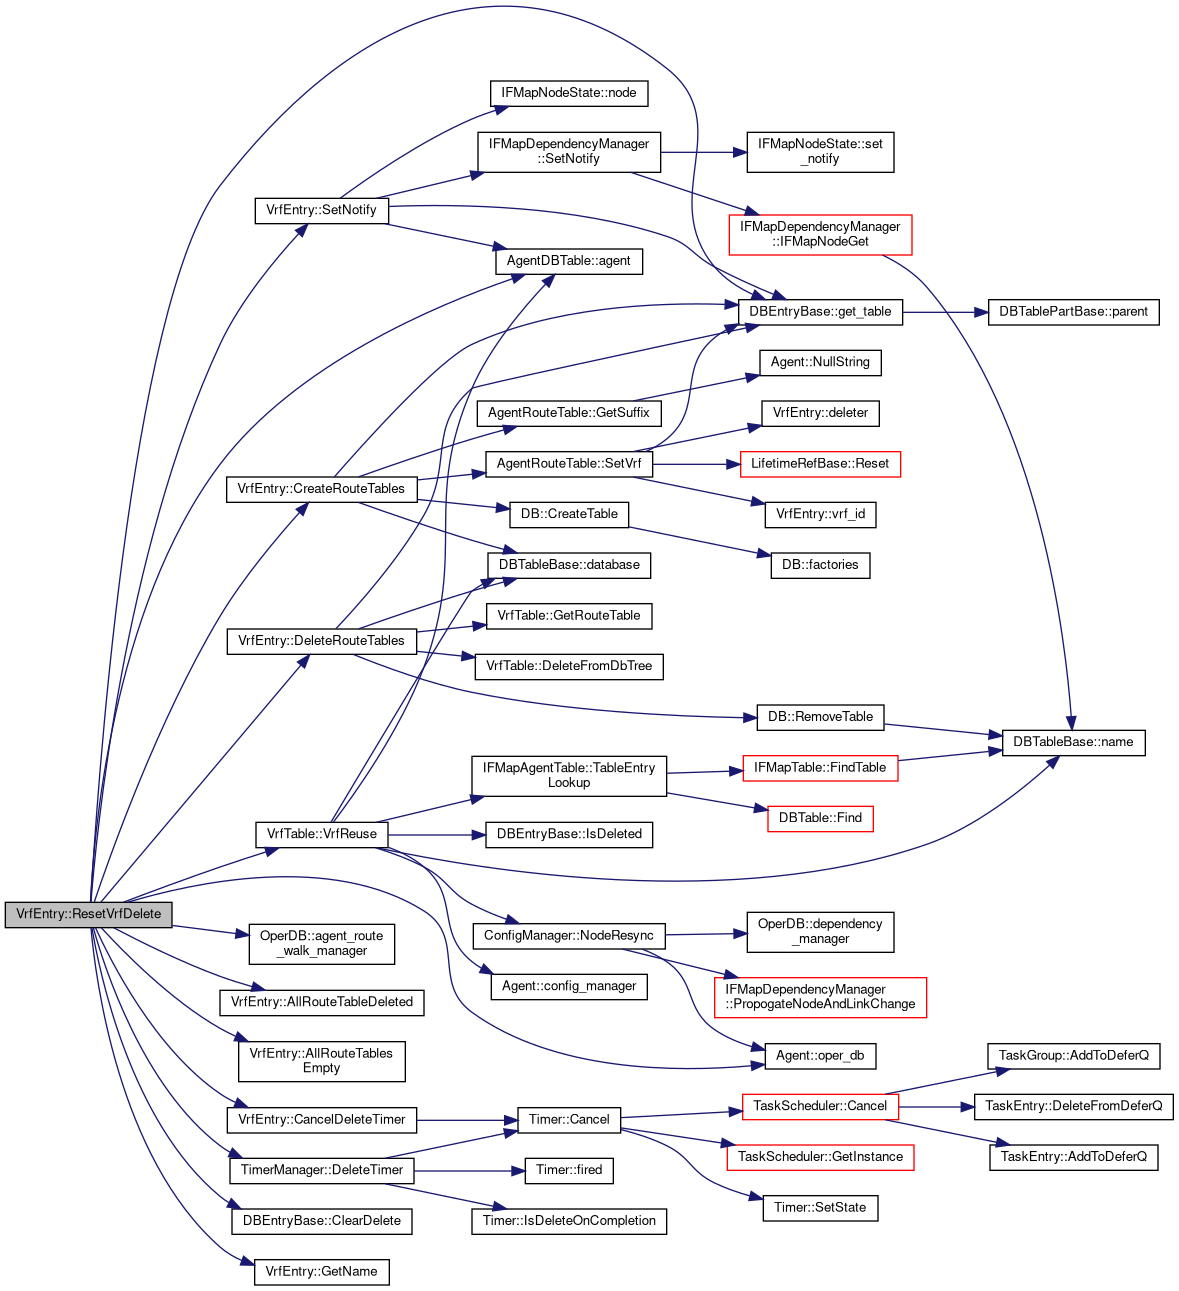 IFMapNodeState::node
IFMapDependencyManager
::SetNotify
IFMapNodeState::set
_notify
VrfEntry::SetNotify
IFMapDependencyManager
::IFMapNodeGet
AgentDBTable::agent
DBEntryBase::get_table
DBTablePartBase::parent
Agent::NullString
AgentRouteTable::GetSuffix
VrfEntry::deleter
AgentRouteTable::SetVrf
LifetimeRefBase::Reset
VrfEntry::CreateRouteTables
DB::CreateTable
VrfEntry::vrf_id
DBTableBase::database
DB::factories
VrfTable::GetRouteTable
VrfEntry::DeleteRouteTables
VrfTable::DeleteFromDbTree
DB::RemoveTable
DBTableBase::name
IFMapAgentTable::TableEntry
Lookup
IFMapTable::FindTable
DBTable::Find
VrfTable::VrfReuse
DBEntryBase::IsDeleted
VrfEntry::ResetVrfDelete
OperDB::agent_route
_walk_manager
ConfigManager::NodeResync
OperDB::dependency
_manager
VrfEntry::AllRouteTableDeleted
Agent::config_manager
IFMapDependencyManager
::PropogateNodeAndLinkChange
VrfEntry::AllRouteTables
Empty
Agent::oper_db
TaskGroup::AddToDeferQ
VrfEntry::CancelDeleteTimer
Timer::Cancel
TaskScheduler::Cancel
TaskEntry::DeleteFromDeferQ
TimerManager::DeleteTimer
Timer::fired
TaskScheduler::GetInstance
TaskEntry::AddToDeferQ
DBEntryBase::ClearDelete
Timer::IsDeleteOnCompletion
Timer::SetState
VrfEntry::GetName